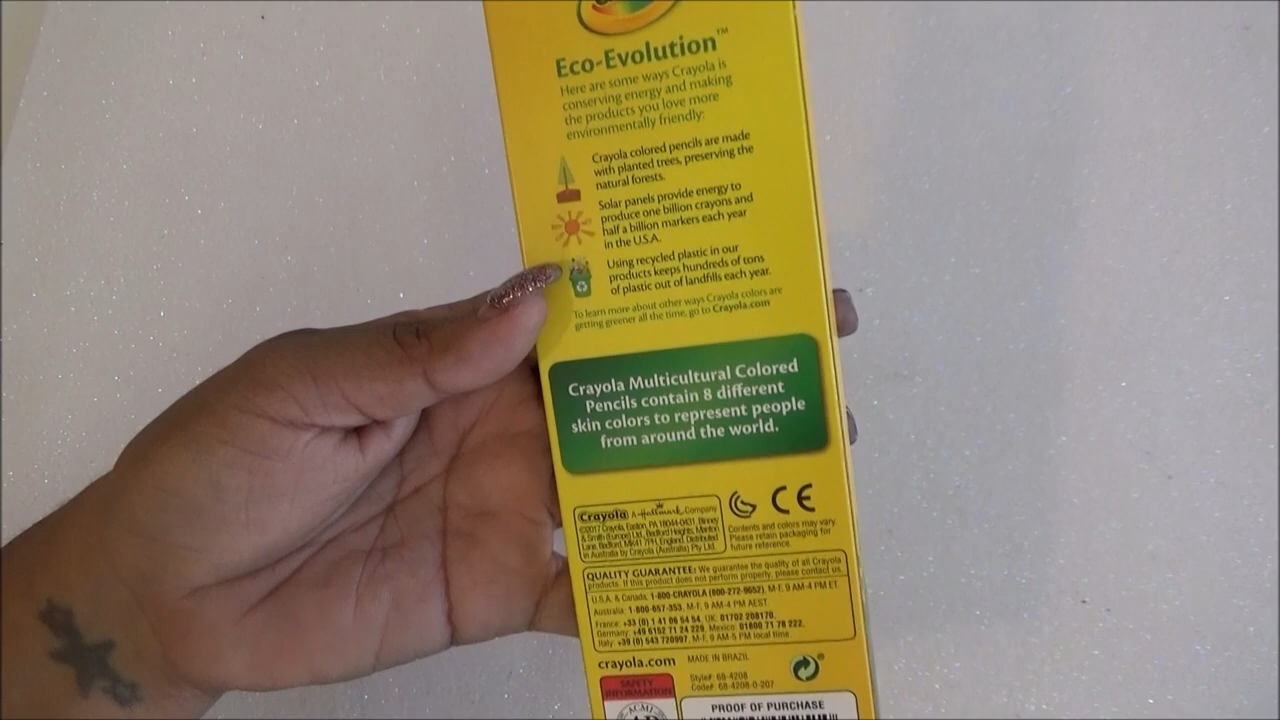 Eco-Evolution™
Here are some ways Crayola is
conserving energy and making
the products you love more
environmentally friendly:
Crayola colored pencils are made
with planted trees, preserving the
natural forests.
Solar panels provide energy to
produce one billion crayons and
half a billion markers each year
in the U.S.A.
Using recycled plastic in our
products keeps hundreds of tons
of plastic out of landfills each year.
To learn more about other ways Crayola colors are
getting greener all the time, go to Crayola.com
Crayola Multicultural Colored
Pencils contain 8 different
skin colors to represent people
from around the world.
Crayola A Hallmark Company
©2017 Crayola, Easton, PA 18044-0431, Binney
& Smith (Europe) Ltd., Bedford Heights, Manton
Lane, Bedford, MK41 7PH, England. Distributed
in Australia by Crayola (Australia) Pty Ltd.
CE
Contents and colors may vary.
Please retain packaging for
future reference.
QUALITY GUARANTEE: We guarantee the quality of all Crayola
products. If this product does not perform properly, please contact us.
U.S.A. & Canada: 1-800-CRAYOLA (800-272-9652), M-F, 9 AM-4 PM ET.
Australia: 1-800-657-353, M-F, 9 AM-4 PM AEST.
France: +33 (0) 1 41 06 54 54, UK: 01702 208170,
Germany: +49 6152 71 24 229, Mexico: 01800 71 78 222,
Italy: +39 (0) 543 720997, M-F, 9 AM-5 PM local time.
crayola.com
MADE IN BRAZIL
Style#: 68-4208
Code#: 68-4208-0-207
SAFETY
INFORMATION
ACMI
PROOF OF PURCHASE